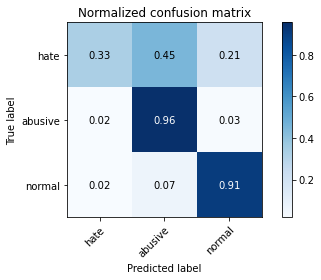 Normalized confusion matrix
True label
hate 0.33 0.45 0.21
abusive 0.02 0.96 0.03
normal 0.02 0.07 0.91
hate abusive normal
Predicted label
0.8
0.6
0.4
0.2